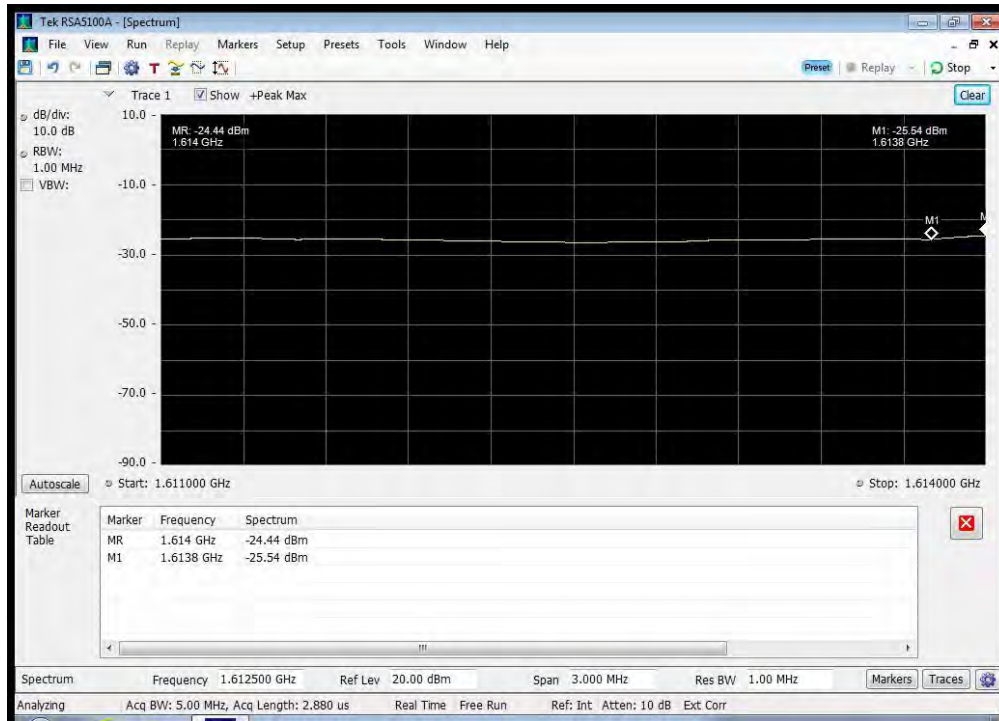 Tek RSA5100A - [Spectrum]
File View Run Replay Markers Setup Presets Tools Window Help
Preset Replay Stop
Trace 1 Show +Peak Max Clear
dB/div:
10.0 dB
RBW:
1.00 MHz
VBW:
10.0 -
-10.0 -
-30.0 -
-50.0 -
-70.0 -
-90.0 -
MR: -24.44 dBm
1.614 GHz
M1: -25.54 dBm
1.6138 GHz
M1
Autoscale Start: 1.611000 GHz Stop: 1.614000 GHz
Marker
Readout
Table
Marker Frequency Spectrum
MR 1.614 GHz -24.44 dBm
M1 1.6138 GHz -25.54 dBm
Spectrum Frequency 1.612500 GHz Ref Lev 20.00 dBm Span 3.000 MHz Res BW 1.00 MHz Markers Traces
Analyzing Acq BW: 5.00 MHz, Acq Length: 2.880 us Real Time Free Run Ref: Int Atten: 10 dB Ext Corr